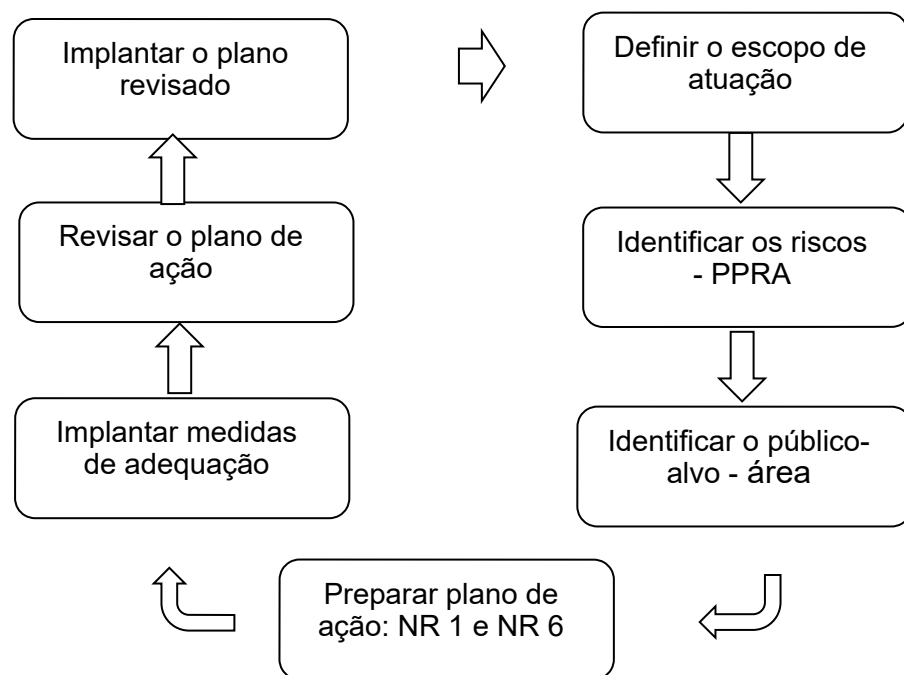 Implantar o plano
revisado
Definir o escopo de
atuação
Revisar o plano de
ação
Identificar os riscos
- PPRA
Implantar medidas
de adequação
Identificar o público-
alvo - área
Preparar plano de
ação: NR 1 e NR 6